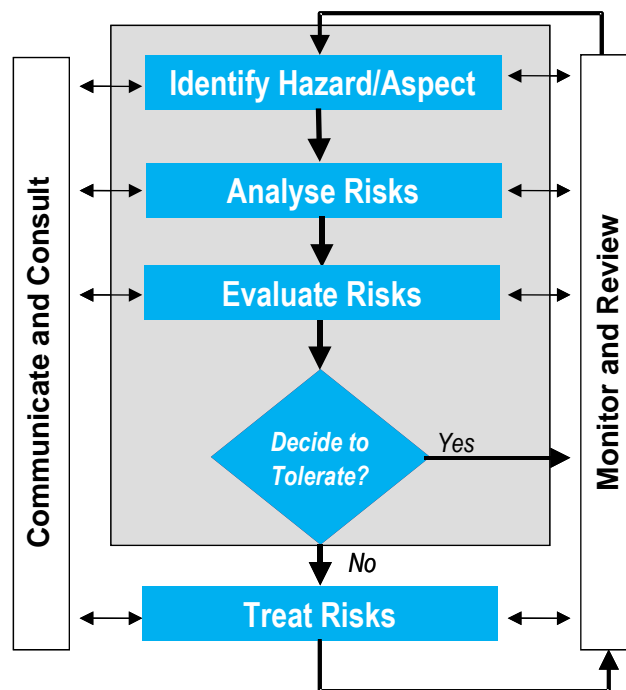 Identify Hazard/Aspect
Analyse Risks
Evaluate Risks
Decide to
Tolerate?
Yes
No
Treat Risks
Communicate and Consult
Monitor and Review